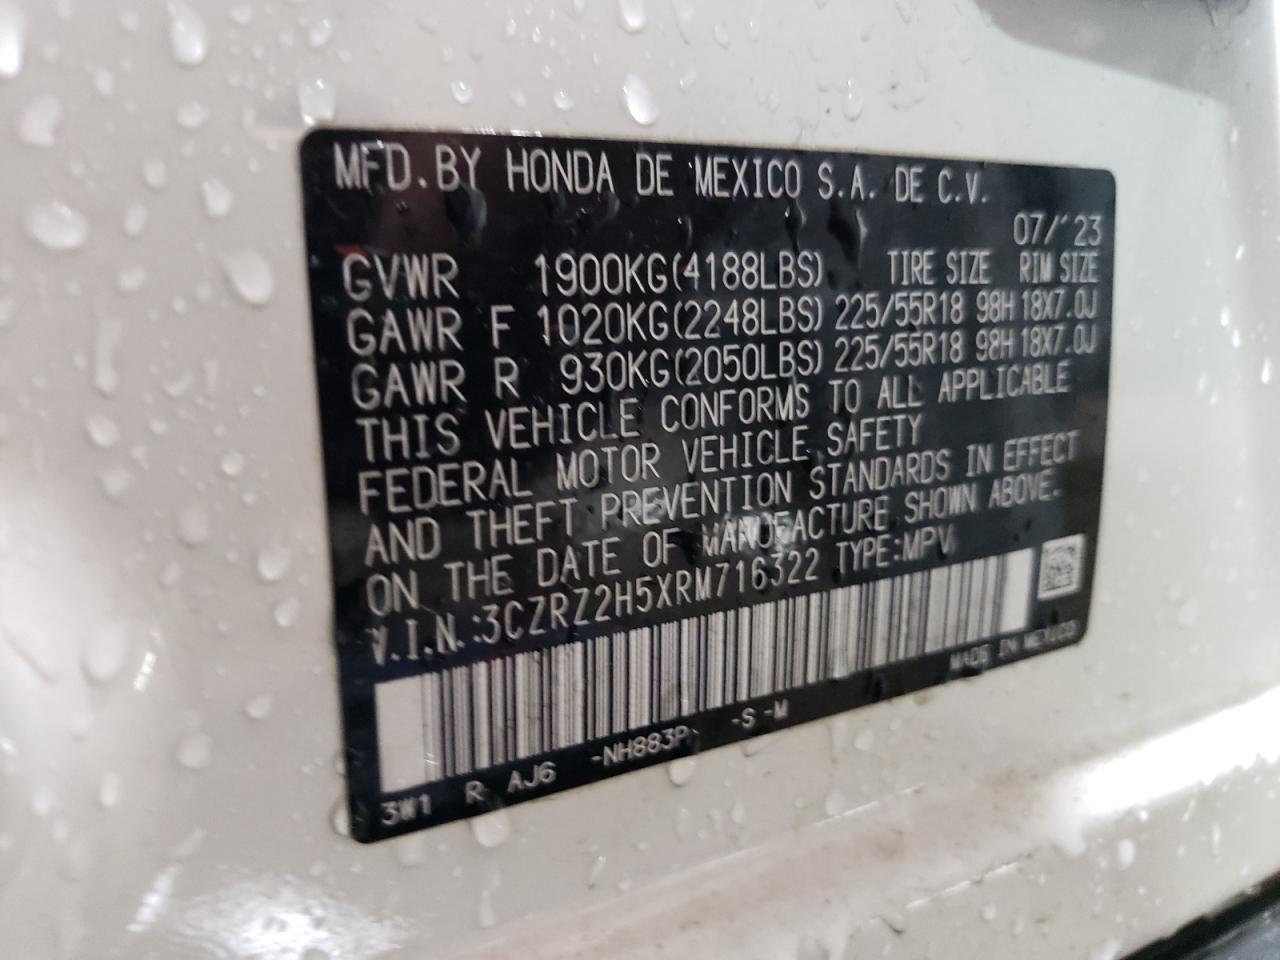 MFD. BY HONDA DE MEXICO S.A. DE C.V.
07/'23
GVWR 1900KG(4188LBS) TIRE SIZE RIM SIZE
GAWR F 1020KG(2248LBS) 225/55R18 98H 18X7.0J
GAWR R 930KG(2050LBS) 225/55R18 98H 18X7.0J
THIS VEHICLE CONFORMS TO ALL APPLICABLE
FEDERAL MOTOR VEHICLE SAFETY
AND THEFT PREVENTION STANDARDS IN EFFECT
ON THE DATE OF MANUFACTURE SHOWN ABOVE.
V.I.N.:3CZRZ2H5XRM716322 TYPE:MPV
MADE IN MEXICO
3W1 R AJ6 -NH883P- -S -M